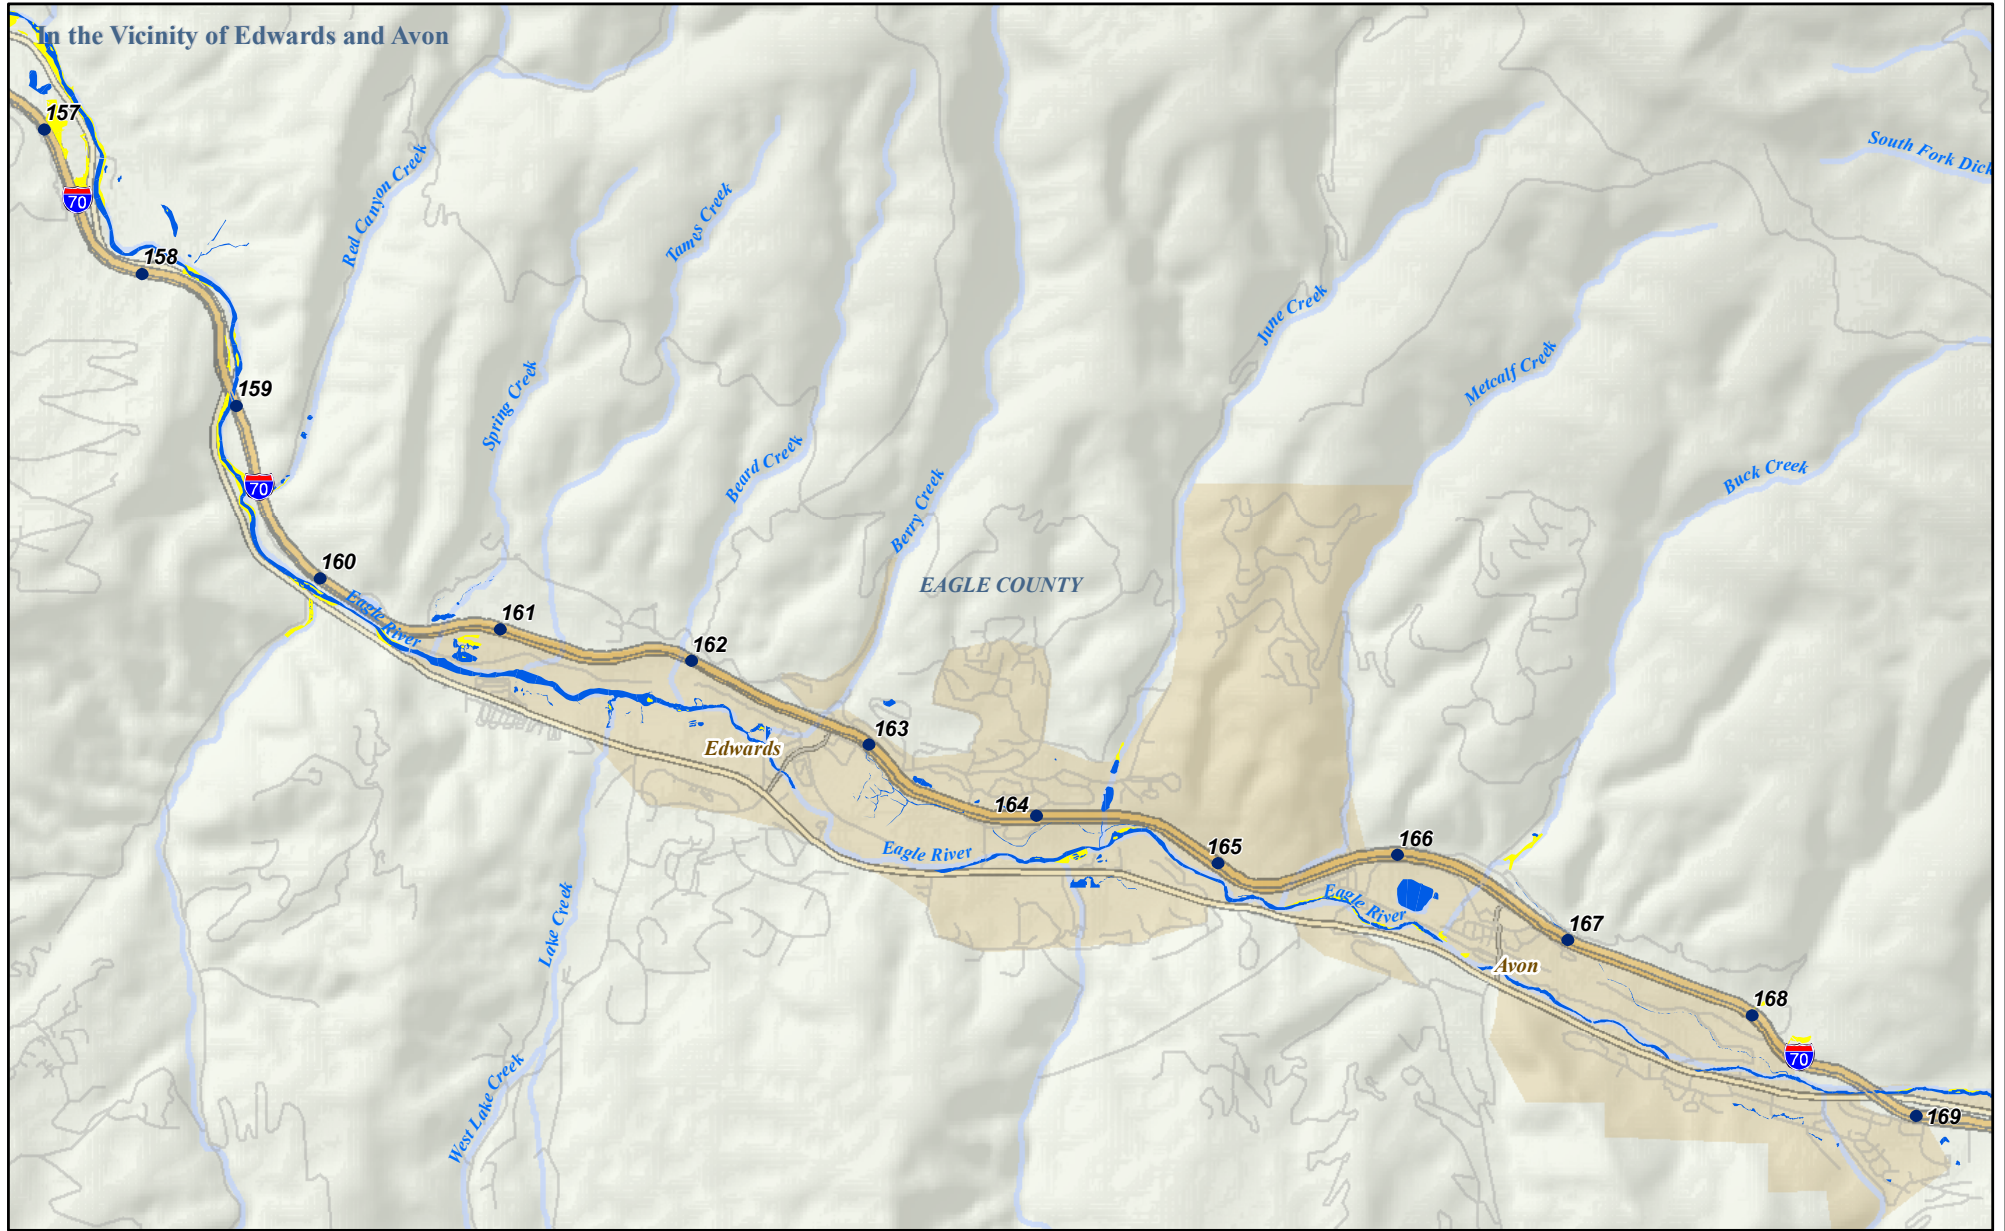 In the Vicinity of Edwards and Avon
157
South Fork Dick
Red Canyon Creek
70
Tames Creek
158
June Creek
Metcalf Creek
159
Spring Creek
Beard Creek
Buck Creek
70
Berry Creek
160
EAGLE COUNTY
Eagle River
161
162
163
Edwards
164
165
166
Eagle River
Eagle River
Lake Creek
167
Avon
168
70
West Lake Creek
169